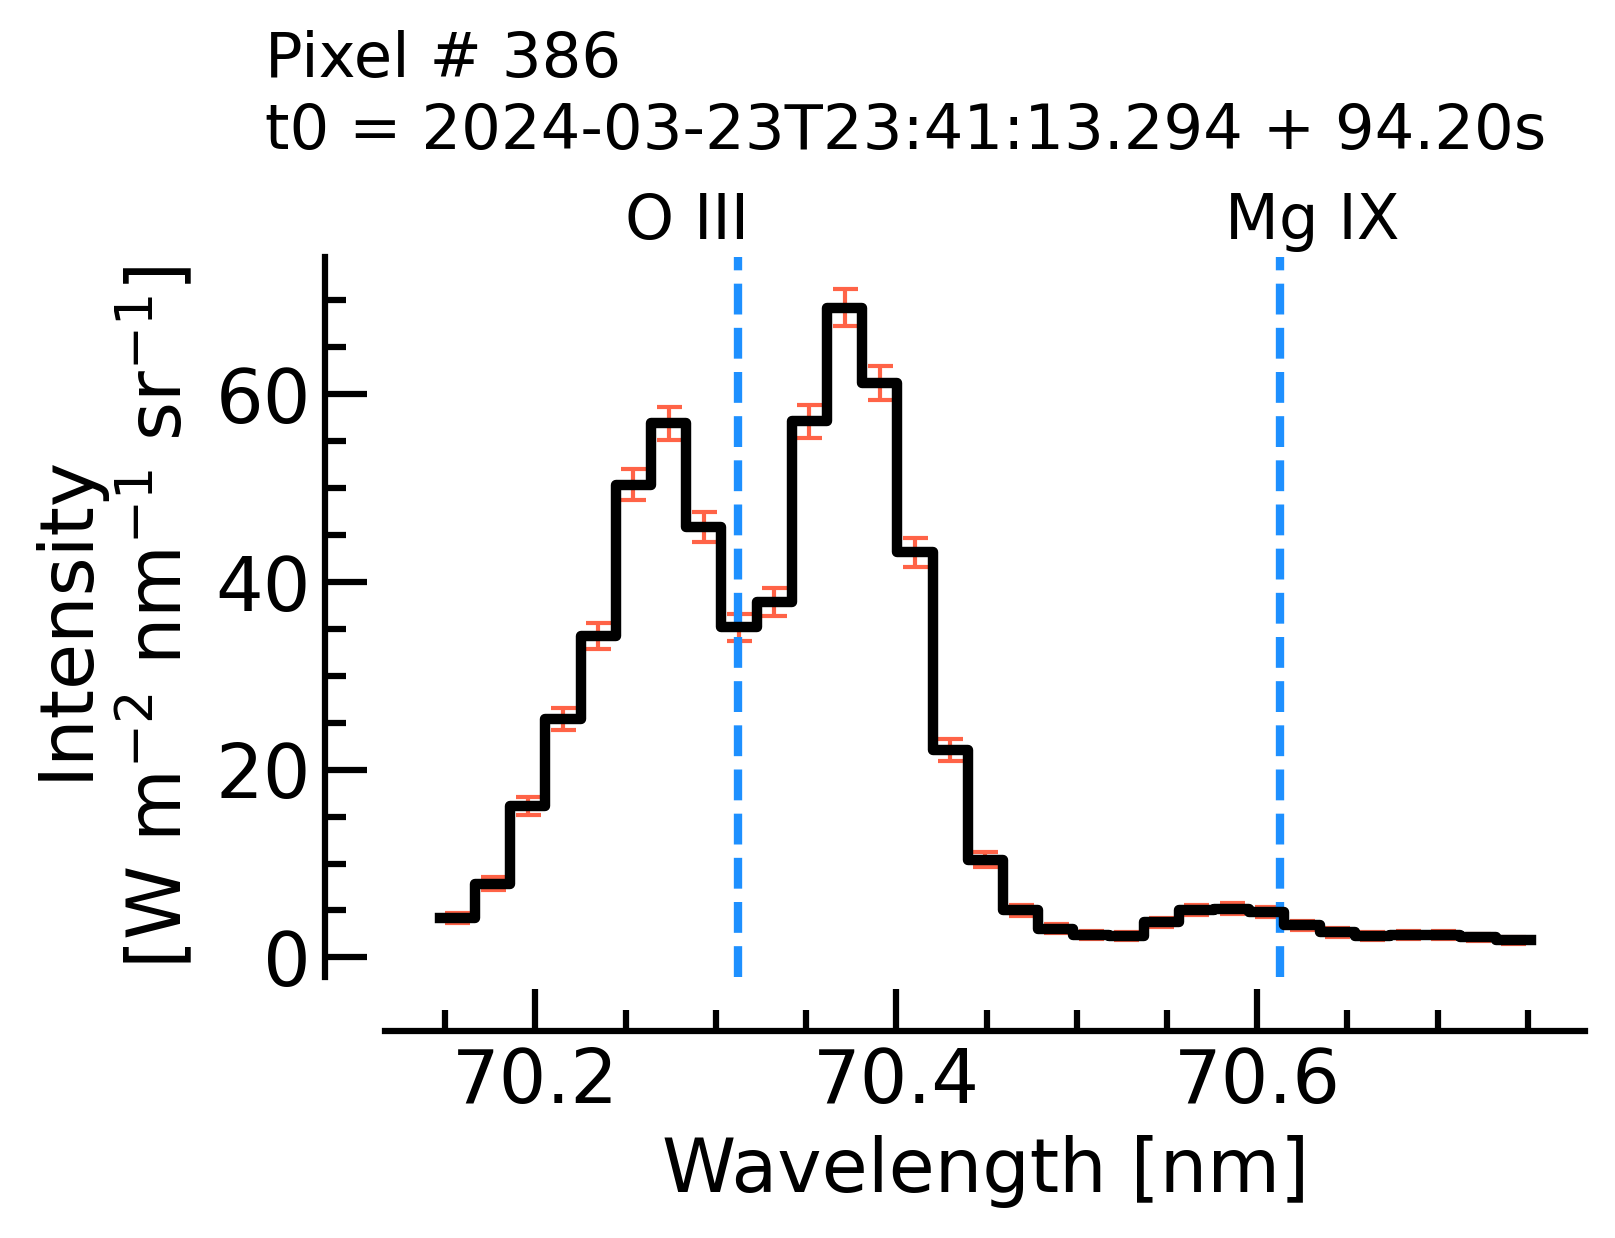 Pixel # 386
t0 = 2024-03-23T23:41:13.294 + 94.20s
O III
Mg IX
Intensity
[W m⁻² nm⁻¹ sr⁻¹]
60
40
20
0
70.2
70.4
70.6
Wavelength [nm]